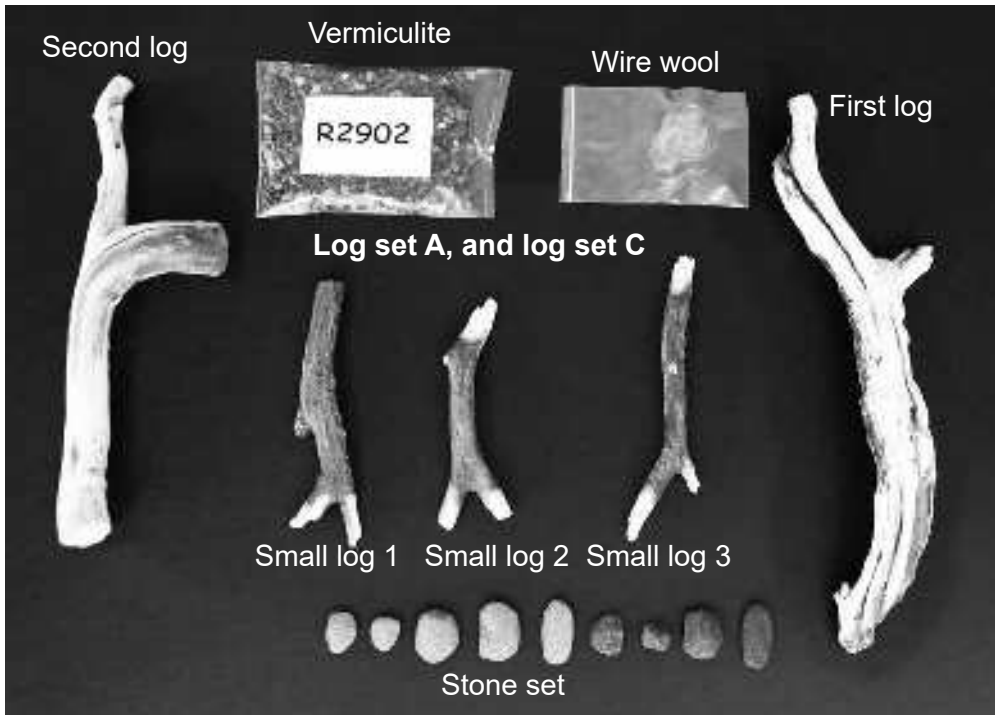 Second log
Vermiculite
Wire wool
First log
R2902
Log set A, and log set C
Small log 1
Small log 2
Small log 3
Stone set